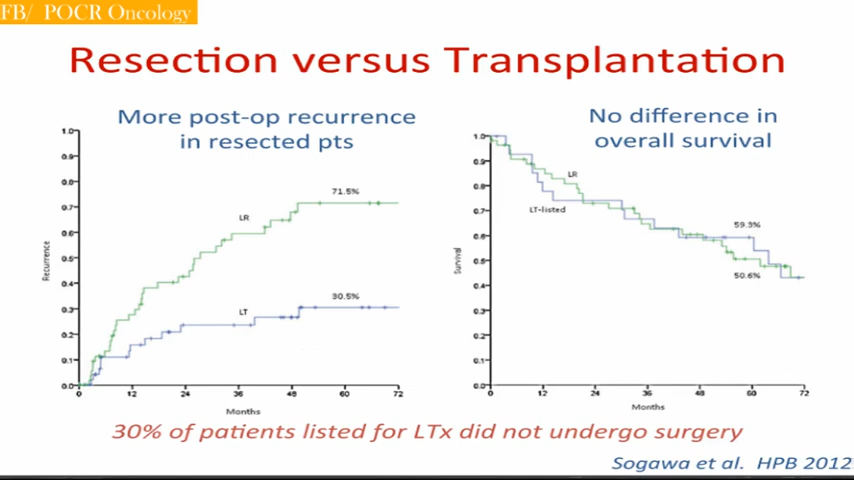 FB/ POCR Oncology
Resection versus Transplantation
More post-op recurrence
in resected pts
No difference in
overall survival
1.0
0.9
0.8
0.7
0.6
0.5
0.4
0.3
0.2
0.1
0.0
Recurrence
LR
71.5%
LT
30.5%
0 12 24 36 48 60 72
Months
1.0
0.9
0.8
0.7
0.6
0.5
0.4
0.3
0.2
0.1
0.0
Survival
LR
LT-listed
59.3%
50.6%
0 12 24 36 48 60 72
Months
30% of patients listed for LTx did not undergo surgery
Sogawa et al. HPB 2012